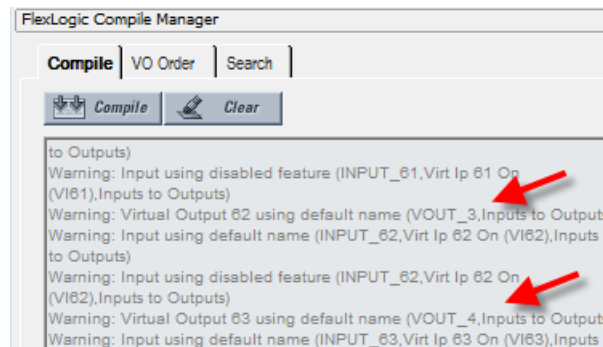 FlexLogic Compile Manager
Compile
VO Order
Search
Compile
Clear
to Outputs)
Warning: Input using disabled feature (INPUT_61,Virt Ip 61 On
(VI61),Inputs to Outputs)
Warning: Virtual Output 62 using default name (VOUT_3,Inputs to Outputs
Warning: Input using default name (INPUT_62,Virt Ip 62 On (VI62),Inputs
to Outputs)
Warning: Input using disabled feature (INPUT_62,Virt Ip 62 On
(VI62),Inputs to Outputs)
Warning: Virtual Output 63 using default name (VOUT_4,Inputs to Outputs
Warning: Input using default name (INPUT_63,Virt Ip 63 On (VI63),Inputs